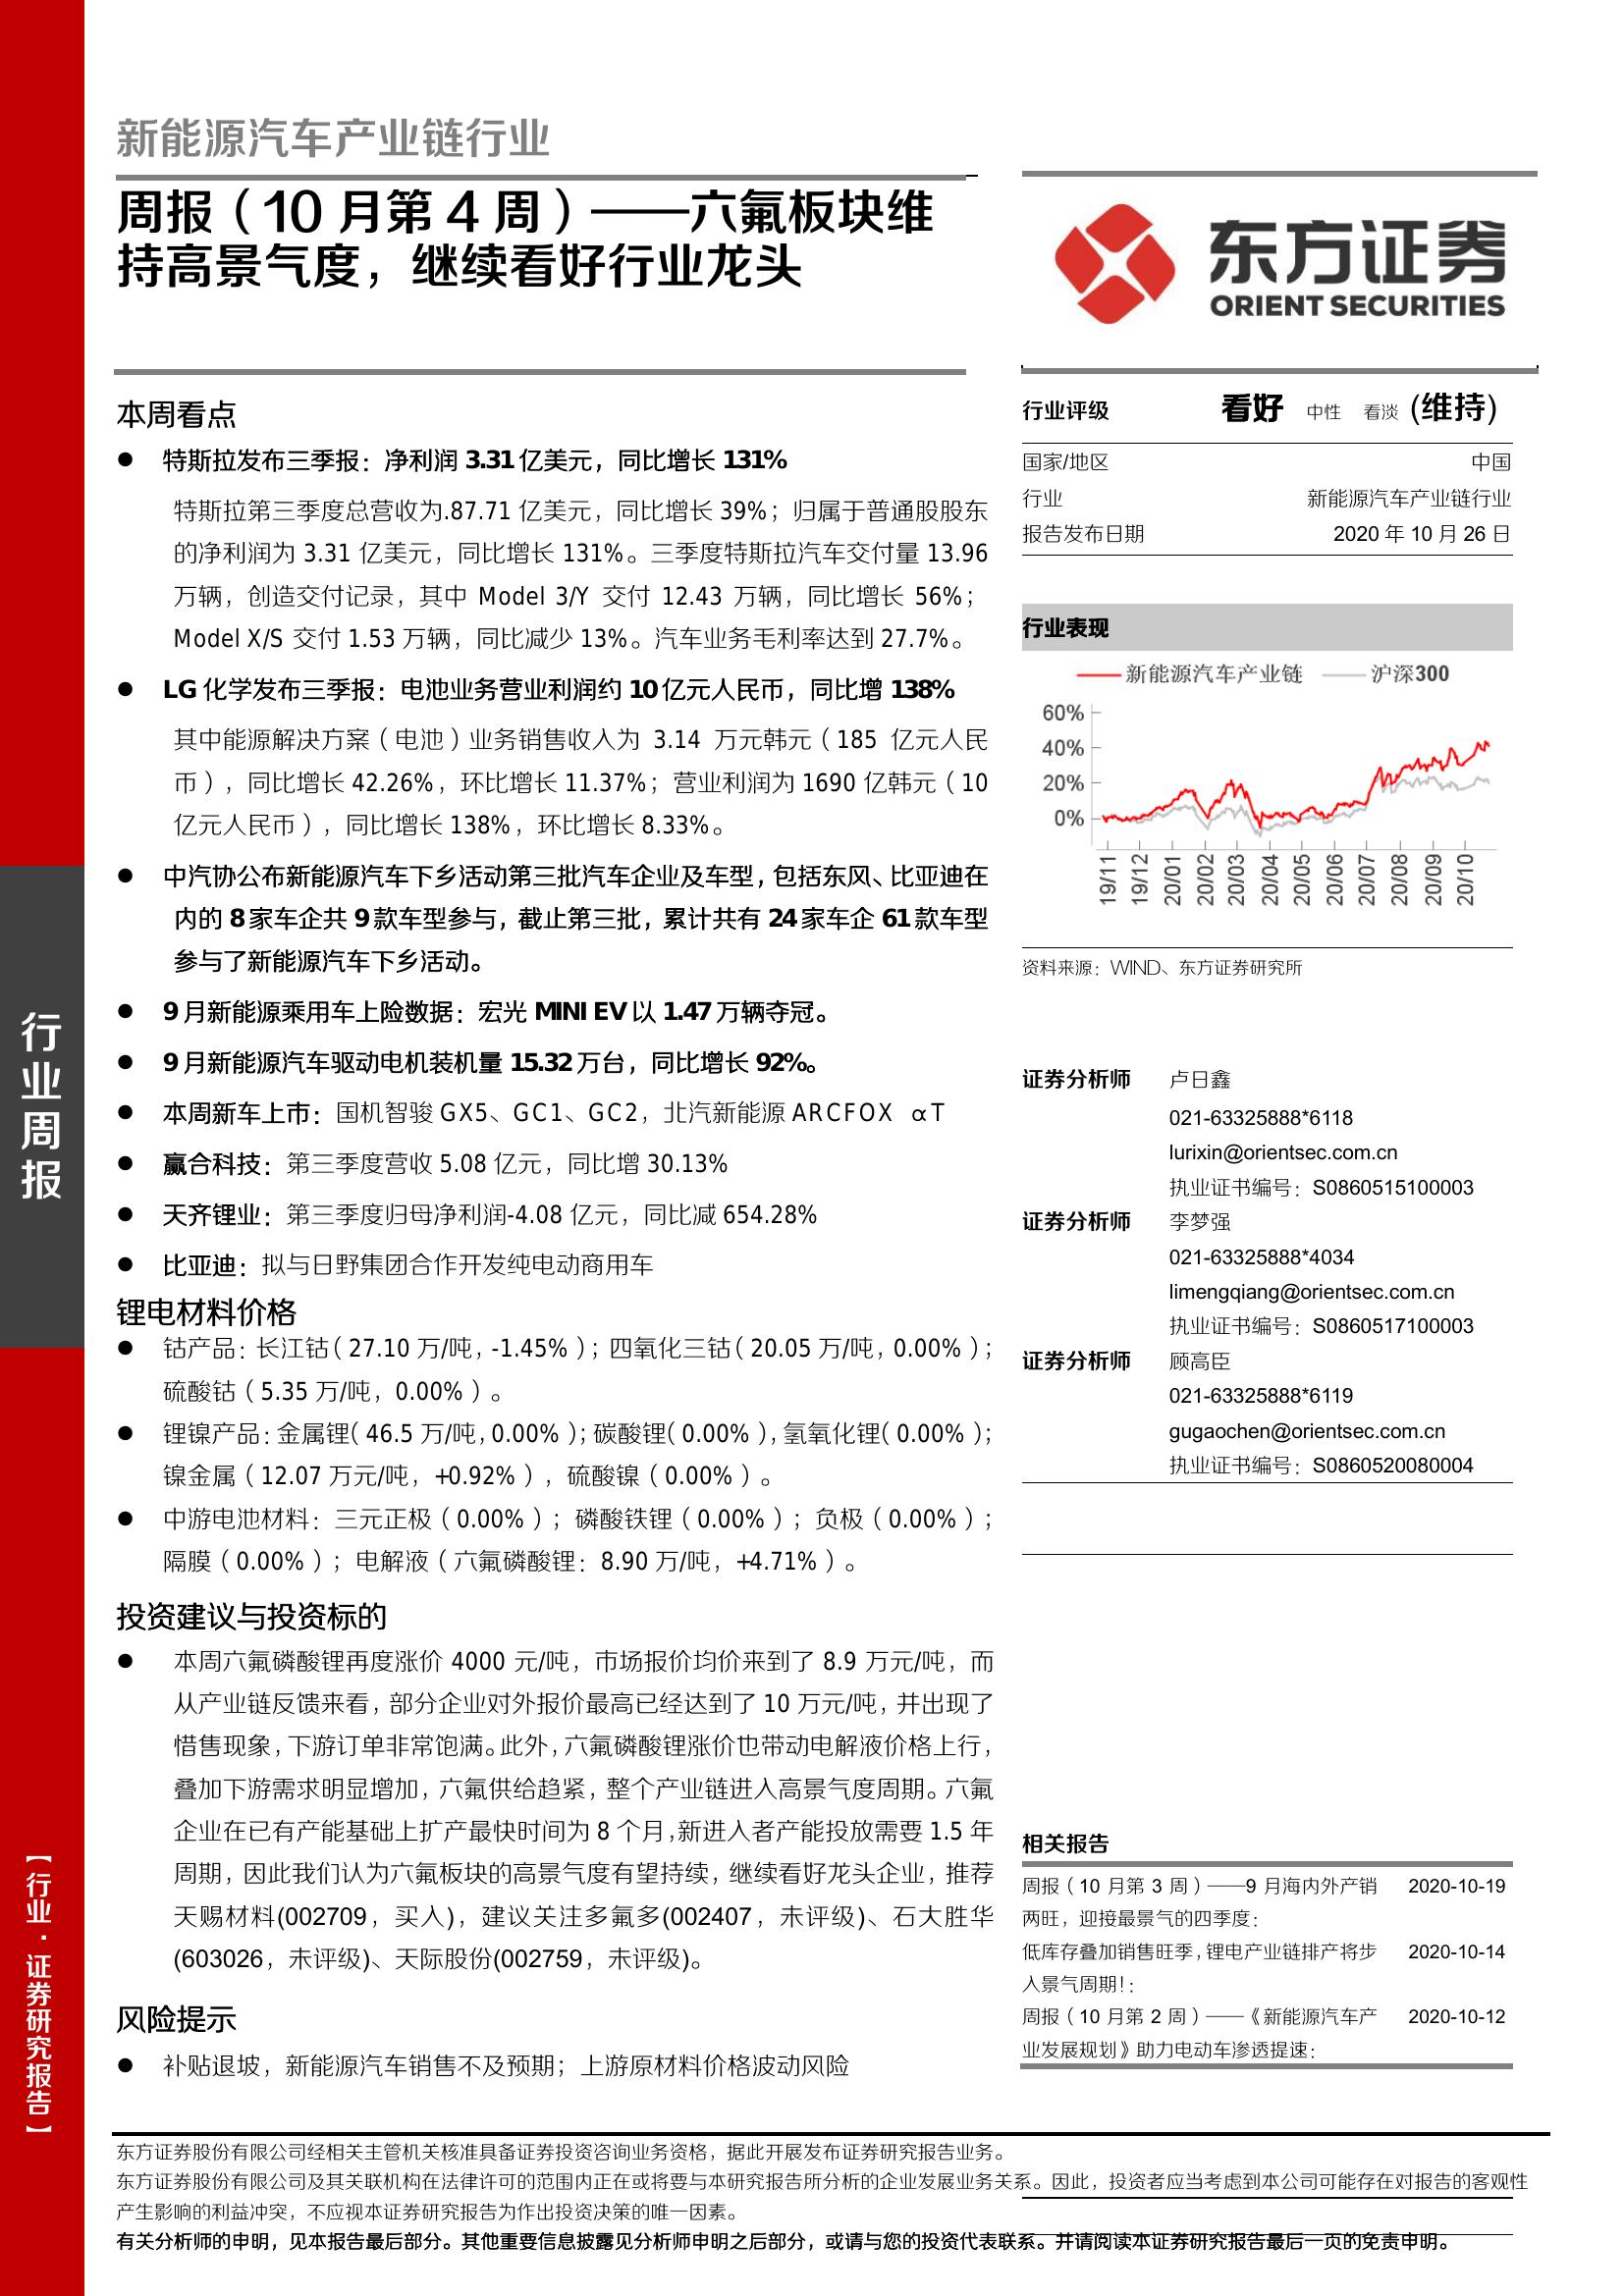 新能源汽车产业链行业
周报（10 月第 4 周）——六氟板块维
持高景气度，继续看好行业龙头
东方证券
ORIENT SECURITIES
本周看点
● 特斯拉发布三季报：净利润 3.31 亿美元，同比增长 131%
特斯拉第三季度总营收为.87.71 亿美元，同比增长 39%；归属于普通股股东
的净利润为 3.31 亿美元，同比增长 131%。三季度特斯拉汽车交付量 13.96
万辆，创造交付记录，其中 Model 3/Y 交付 12.43 万辆，同比增长 56%；
Model X/S 交付 1.53 万辆，同比减少 13%。汽车业务毛利率达到 27.7%。
● LG 化学发布三季报：电池业务营业利润约 10 亿元人民币，同比增 138%
其中能源解决方案（电池）业务销售收入为 3.14 万元韩元（185 亿元人民
币），同比增长 42.26%，环比增长 11.37%；营业利润为 1690 亿韩元（10
亿元人民币），同比增长 138%，环比增长 8.33%。
● 中汽协公布新能源汽车下乡活动第三批汽车企业及车型，包括东风、比亚迪在
内的 8 家车企共 9 款车型参与，截止第三批，累计共有 24 家车企 61 款车型
参与了新能源汽车下乡活动。
● 9 月新能源乘用车上险数据：宏光 MINI EV 以 1.47 万辆夺冠。
● 9 月新能源汽车驱动电机装机量 15.32 万台，同比增长 92%。
● 本周新车上市：国机智骏 GX5、GC1、GC2，北汽新能源 ARCFOX αT
● 赢合科技：第三季度营收 5.08 亿元，同比增 30.13%
● 天齐锂业：第三季度归母净利润-4.08 亿元，同比减 654.28%
● 比亚迪：拟与日野集团合作开发纯电动商用车
锂电材料价格
● 钴产品：长江钴（27.10 万/吨，-1.45%）；四氧化三钴（20.05 万/吨，0.00%）；
硫酸钴（5.35 万/吨，0.00%）。
● 锂镍产品：金属锂（46.5 万/吨，0.00%）；碳酸锂（0.00%），氢氧化锂（0.00%）；
镍金属（12.07 万元/吨，+0.92%），硫酸镍（0.00%）。
● 中游电池材料：三元正极（0.00%）；磷酸铁锂（0.00%）；负极（0.00%）；
隔膜（0.00%）；电解液（六氟磷酸锂：8.90 万/吨，+4.71%）。
投资建议与投资标的
● 本周六氟磷酸锂再度涨价 4000 元/吨，市场报价均价来到了 8.9 万元/吨，而
从产业链反馈来看，部分企业对外报价最高已经达到了 10 万元/吨，并出现了
惜售现象，下游订单非常饱满。此外，六氟磷酸锂涨价也带动电解液价格上行，
叠加下游需求明显增加，六氟供给趋紧，整个产业链进入高景气度周期。六氟
企业在已有产能基础上扩产最快时间为 8 个月，新进入者产能投放需要 1.5 年
周期，因此我们认为六氟板块的高景气度有望持续，继续看好龙头企业，推荐
天赐材料(002709，买入)，建议关注多氟多(002407，未评级)、石大胜华
(603026，未评级)、天际股份(002759，未评级)。
风险提示
● 补贴退坡，新能源汽车销售不及预期；上游原材料价格波动风险
行业评级 看好 中性 看淡 (维持)
国家/地区 中国
行业 新能源汽车产业链行业
报告发布日期 2020 年 10 月 26 日
行业表现
新能源汽车产业链 沪深300
60%
40%
20%
0%
19/11 19/12 20/01 20/02 20/03 20/04 20/05 20/06 20/07 20/08 20/09 20/10
资料来源：WIND、东方证券研究所
证券分析师 卢日鑫
021-63325888*6118
lurixin@orientsec.com.cn
执业证书编号：S0860515100003
证券分析师 李梦强
021-63325888*4034
limengqiang@orientsec.com.cn
执业证书编号：S0860517100003
证券分析师 顾高臣
021-63325888*6119
gugaochen@orientsec.com.cn
执业证书编号：S0860520080004
相关报告
周报（10 月第 3 周）——9 月海内外产销 2020-10-19
两旺，迎接最景气的四季度：
低库存叠加销售旺季，锂电产业链排产将步 2020-10-14
入景气周期!：
周报（10 月第 2 周）——《新能源汽车产 2020-10-12
业发展规划》助力电动车渗透提速：
行业周报
【行业·证券研究报告】
东方证券股份有限公司经相关主管机关核准具备证券投资咨询业务资格，据此开展发布证券研究报告业务。
东方证券股份有限公司及其关联机构在法律许可的范围内正在或将要与本研究报告所分析的企业发展业务关系。因此，投资者应当考虑到本公司可能存在对报告的客观性
产生影响的利益冲突，不应视本证券研究报告为作出投资决策的唯一因素。
有关分析师的申明，见本报告最后部分。其他重要信息披露见分析师申明之后部分，或请与您的投资代表联系。并请阅读本证券研究报告最后一页的免责申明。